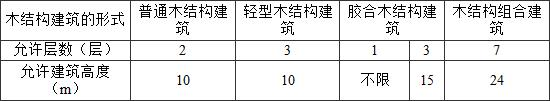 木结构建筑的形式 普通木结构建筑 轻型木结构建筑 胶合木结构建筑 木结构组合建筑
允许层数（层） 2 3 1 3 7
允许建筑高度（m） 10 10 不限 15 24